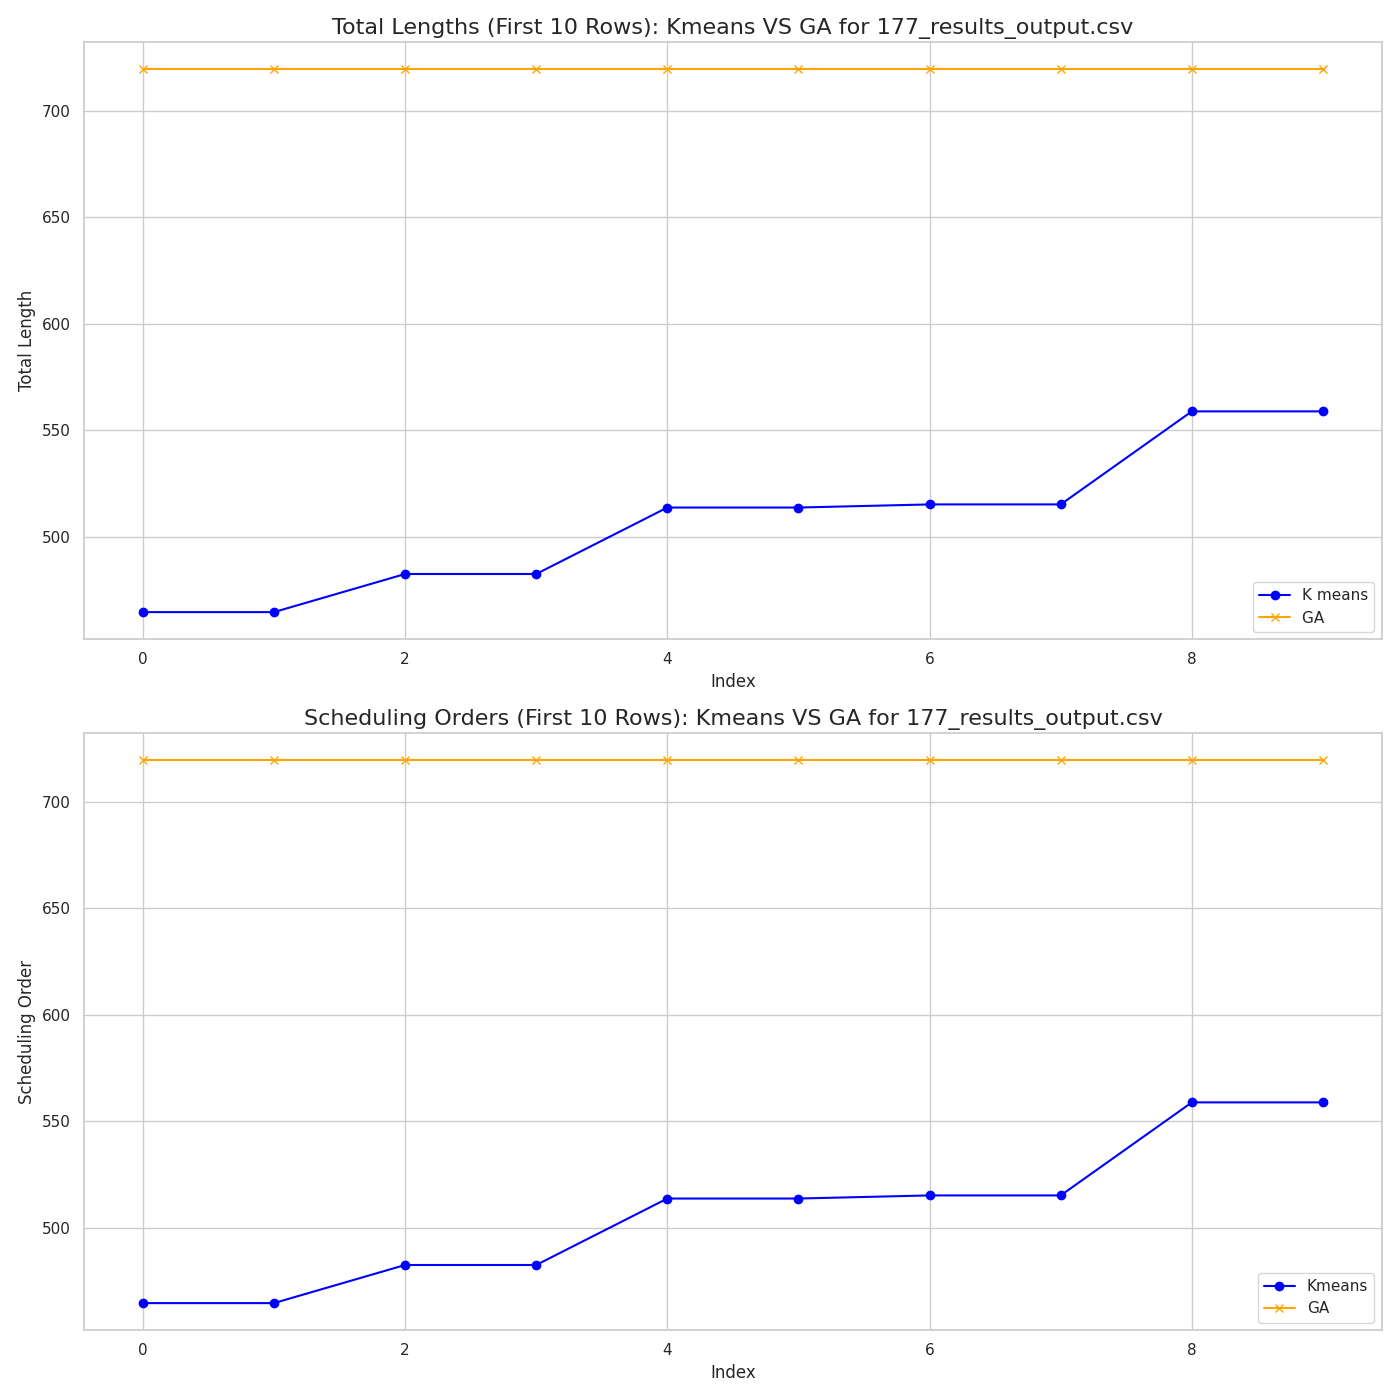 Total Lengths (First 10 Rows): Kmeans VS GA for 177_results_output.csv
700
650
600
550
500
Total Length
K means
GA
0 2 4 6 8
Index
Scheduling Orders (First 10 Rows): Kmeans VS GA for 177_results_output.csv
700
650
600
550
500
Scheduling Order
Kmeans
GA
0 2 4 6 8
Index